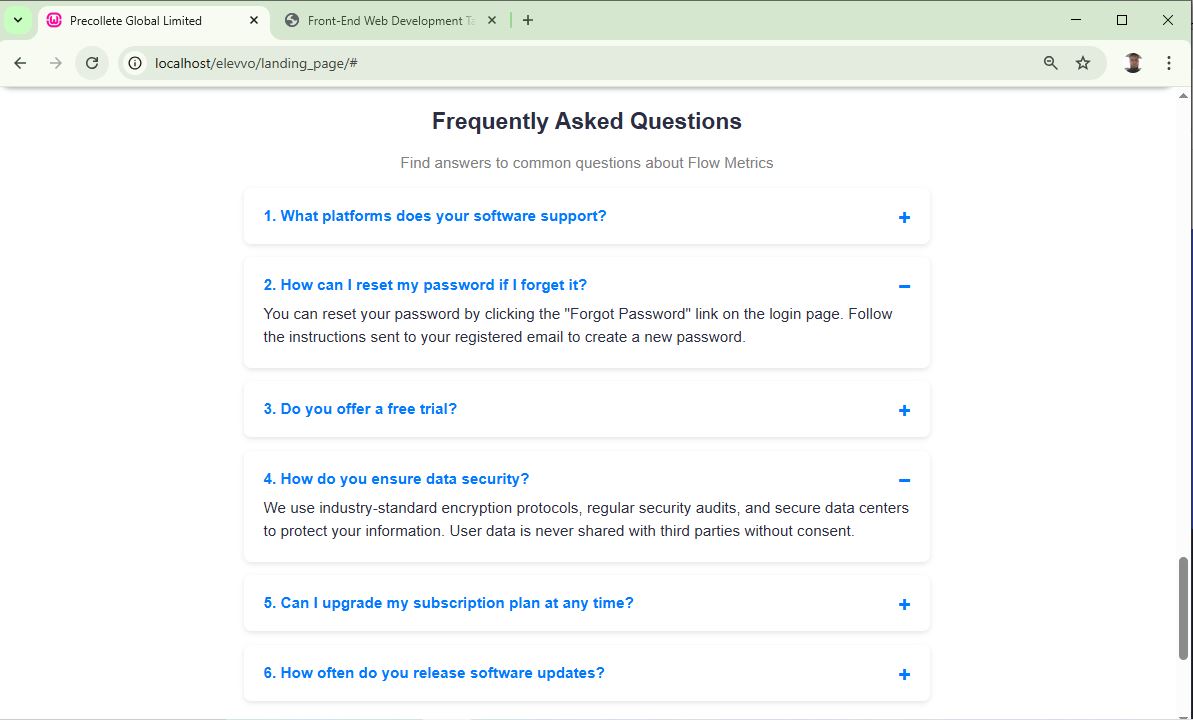 Precollete Global Limited
Front-End Web Development Ta
localhost/elevvo/landing_page/#
Frequently Asked Questions
Find answers to common questions about Flow Metrics
1. What platforms does your software support?
+
2. How can I reset my password if I forget it?
−
You can reset your password by clicking the "Forgot Password" link on the login page. Follow
the instructions sent to your registered email to create a new password.
3. Do you offer a free trial?
+
4. How do you ensure data security?
−
We use industry-standard encryption protocols, regular security audits, and secure data centers
to protect your information. User data is never shared with third parties without consent.
5. Can I upgrade my subscription plan at any time?
+
6. How often do you release software updates?
+